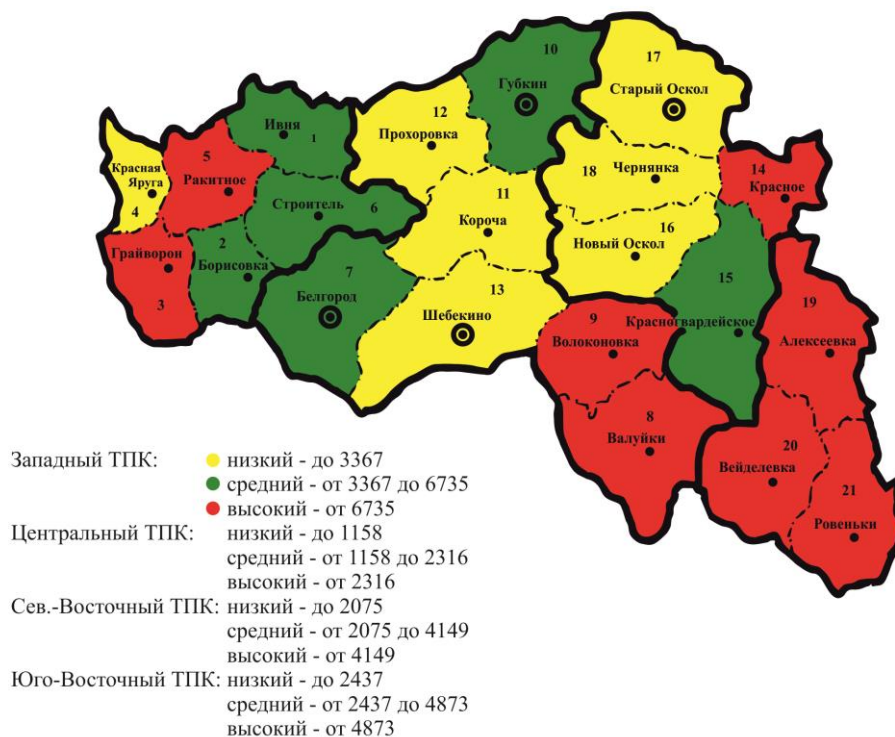 10
Губкин
17
Старый Оскол
12
Прохоровка
Ивня
1
5
Ракитное
Красная
Яруга
4
18
Чернянка
14
Красное
11
Короча
Строитель
6
16
Новый Оскол
2
Борисовка
Грайворон
3
7
Белгород
15
Красногвардейское
13
Шебекино
9
Волоконовка
19
Алексеевка
8
Валуйки
20
Вейделевка
21
Ровеньки
Западный ТПК: низкий - до 3367
средний - от 3367 до 6735
высокий - от 6735
Центральный ТПК: низкий - до 1158
средний - от 1158 до 2316
высокий - от 2316
Сев.-Восточный ТПК: низкий - до 2075
средний - от 2075 до 4149
высокий - от 4149
Юго-Восточный ТПК: низкий - до 2437
средний - от 2437 до 4873
высокий - от 4873